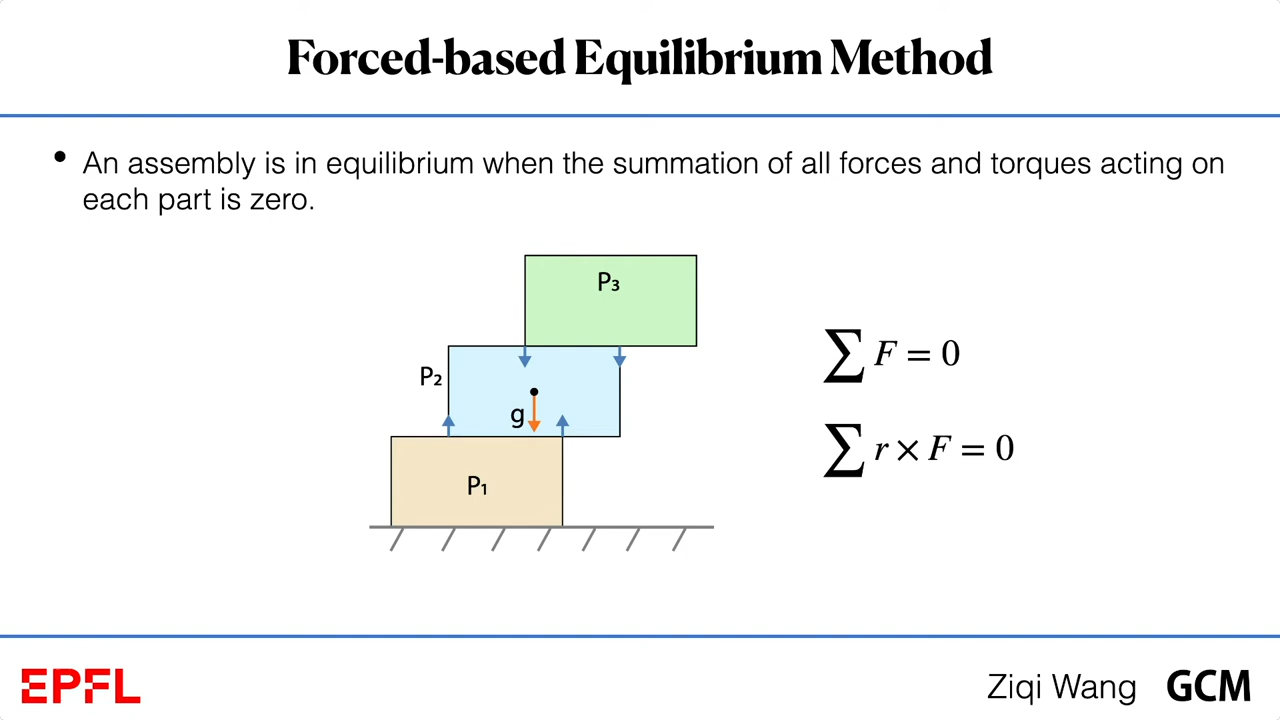 Forced-based Equilibrium Method
• An assembly is in equilibrium when the summation of all forces and torques acting on
each part is zero.
P₃
P₂
g
P₁
∑ F = 0
∑ r × F = 0
EPFL
Ziqi Wang GCM